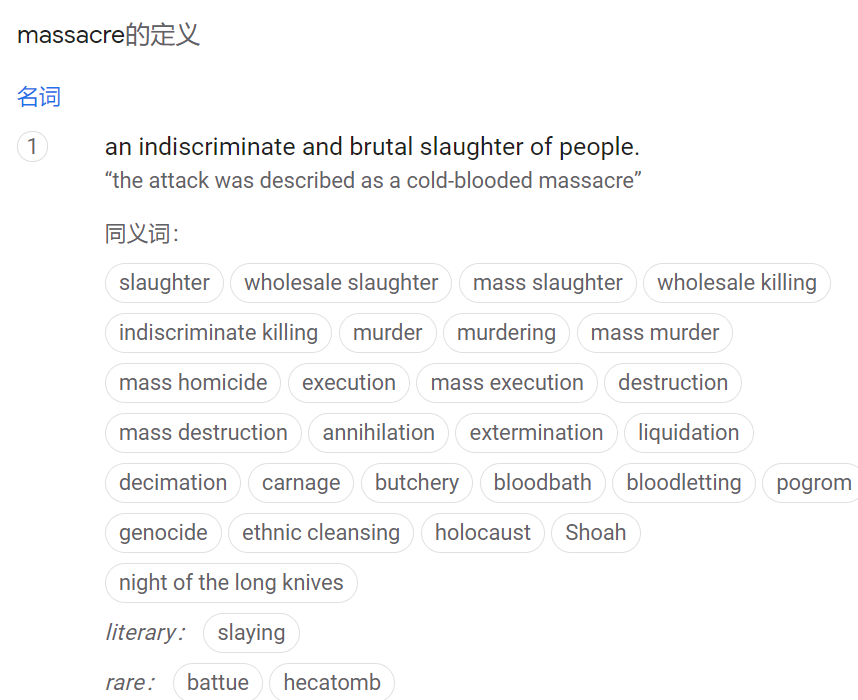 massacre的定义
名词
1 an indiscriminate and brutal slaughter of people.
“the attack was described as a cold-blooded massacre”
同义词：
slaughter wholesale slaughter mass slaughter wholesale killing
indiscriminate killing murder murdering mass murder
mass homicide execution mass execution destruction
mass destruction annihilation extermination liquidation
decimation carnage butchery bloodbath bloodletting pogrom
genocide ethnic cleansing holocaust Shoah
night of the long knives
literary： slaying
rare： battue hecatomb